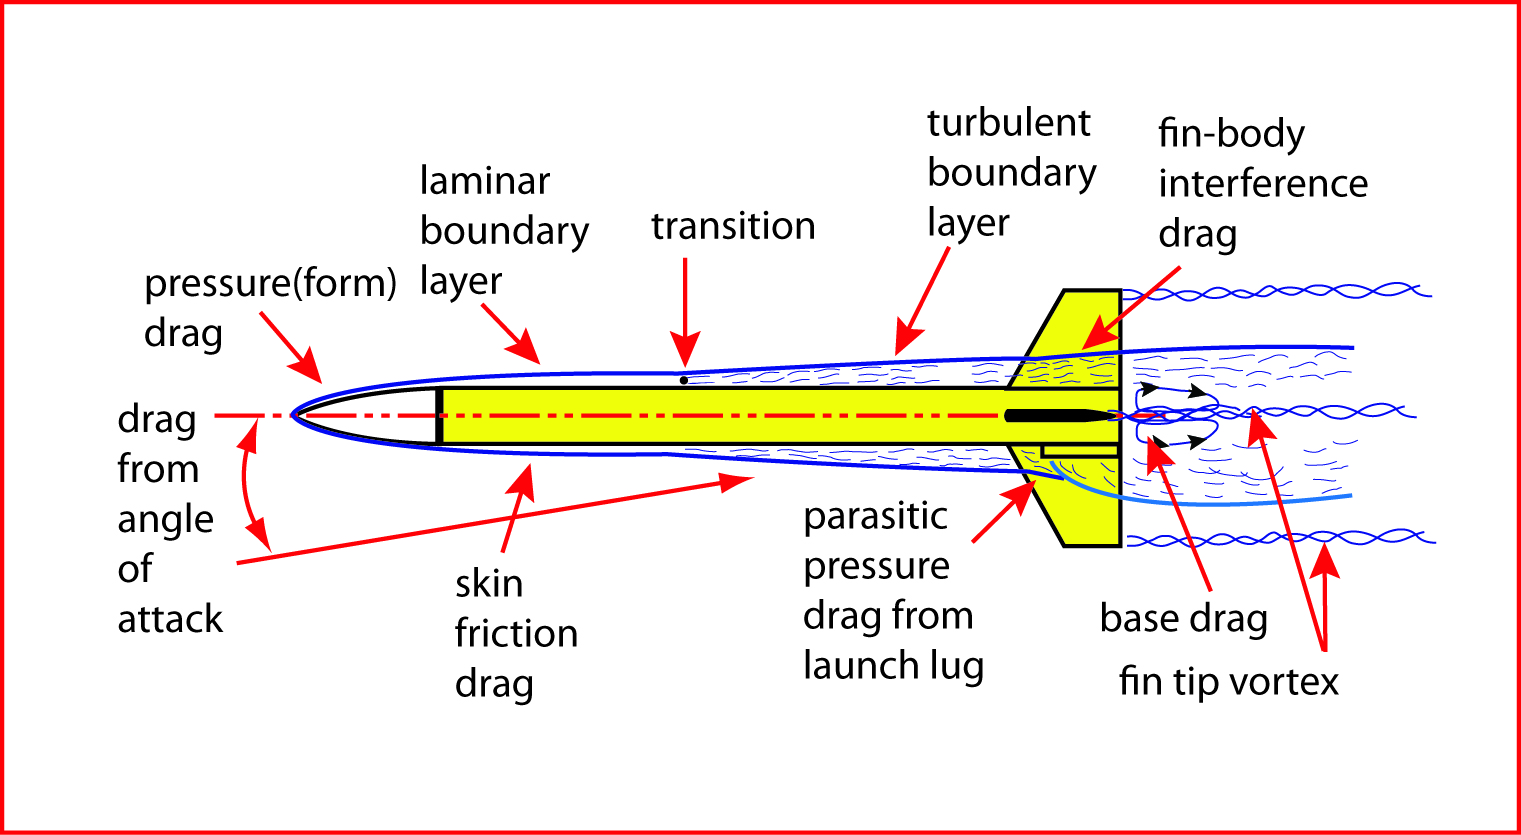 turbulent
boundary
layer
fin-body
interference
drag
laminar
boundary
layer
transition
pressure(form)
drag
drag
from
angle
of
attack
skin
friction
drag
parasitic
pressure
drag from
launch lug
base drag
fin tip vortex